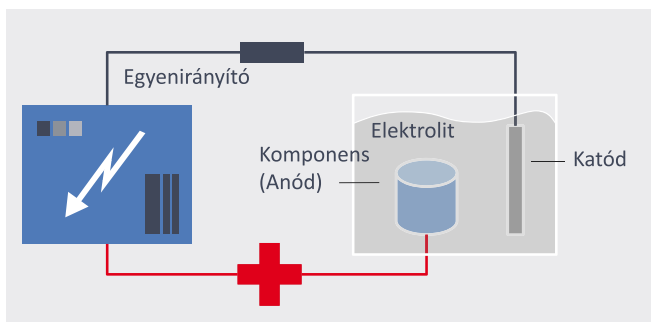 Egyenirányító
Elektrolit
Komponens
(Anód)
Katód